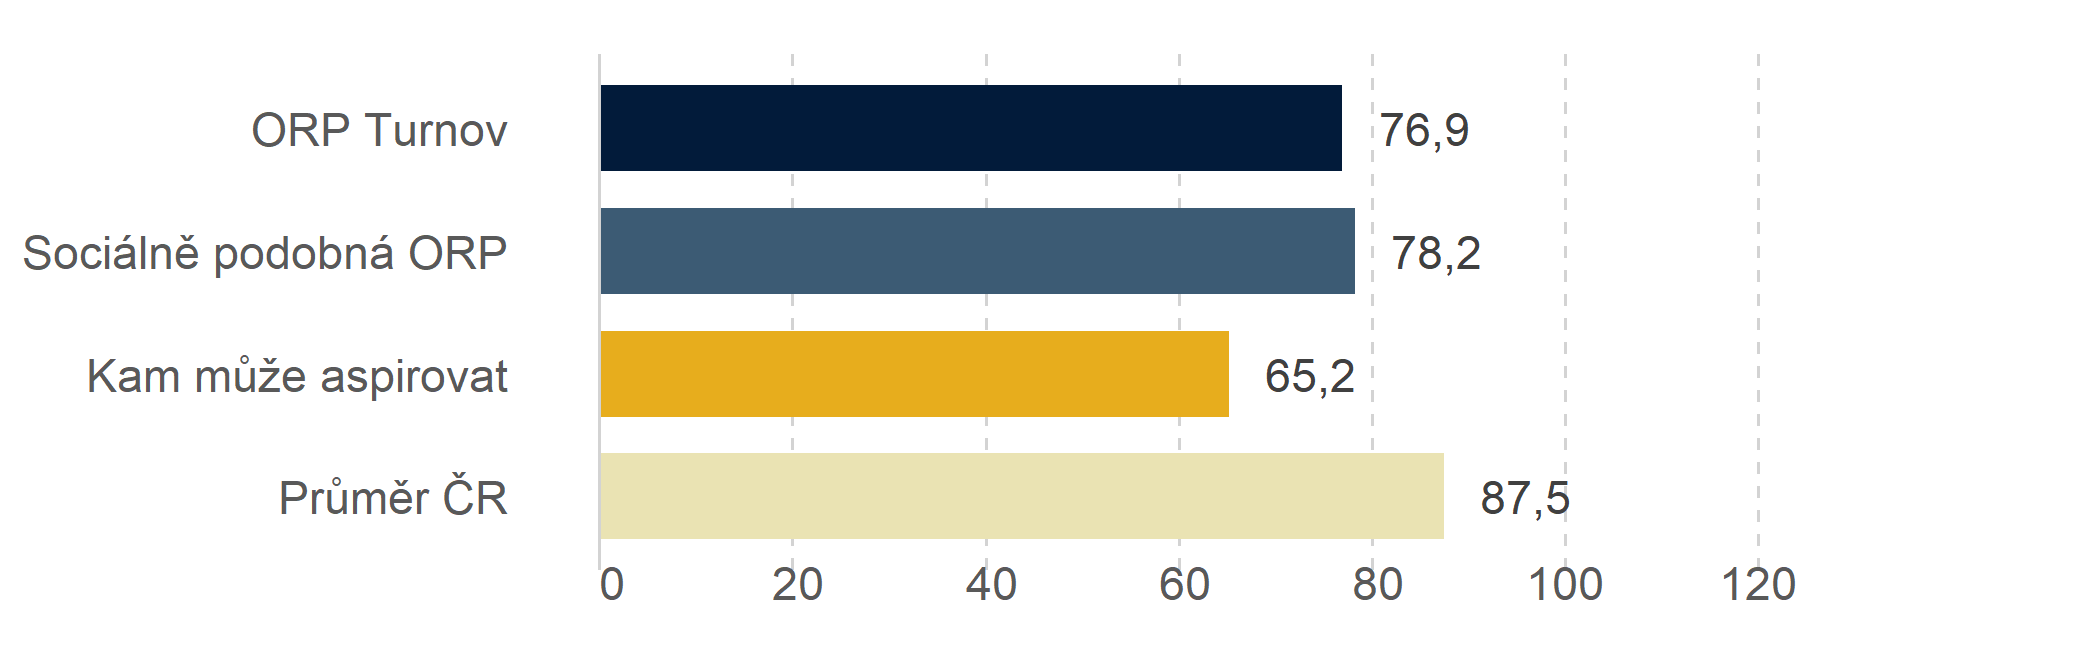 ORP Turnov 76,9
Sociálně podobná ORP 78,2
Kam může aspirovat 65,2
Průměr ČR 87,5
0 20 40 60 80 100 120